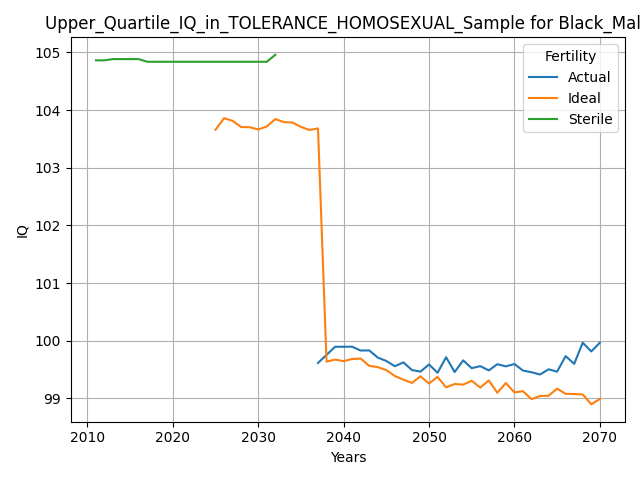 Upper_Quartile_IQ_in_TOLERANCE_HOMOSEXUAL_Sample for Black_Mal
105
104
103
102
101
100
99
IQ
Fertility
Actual
Ideal
Sterile
2010 2020 2030 2040 2050 2060 2070
Years